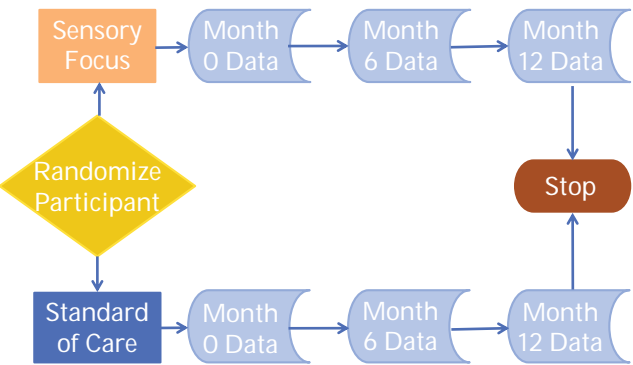 Sensory
Focus
Month
0 Data
Month
6 Data
Month
12 Data
Randomize
Participant
Stop
Standard
of Care
Month
0 Data
Month
6 Data
Month
12 Data